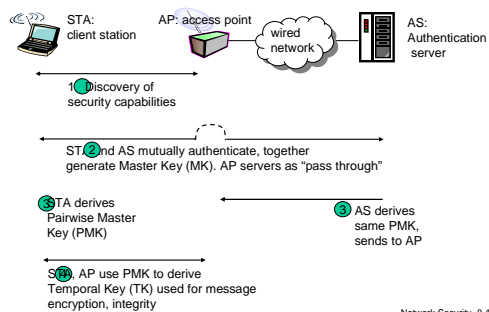 STA:
client station
AP: access point
wired
network
AS:
Authentication
server
1 Discovery of
security capabilities
2
STA and AS mutually authenticate, together
generate Master Key (MK). AP servers as “pass through”
3
STA derives
Pairwise Master
Key (PMK)
3
AS derives
same PMK,
sends to AP
4
STA, AP use PMK to derive
Temporal Key (TK) used for message
encryption, integrity
Network Security